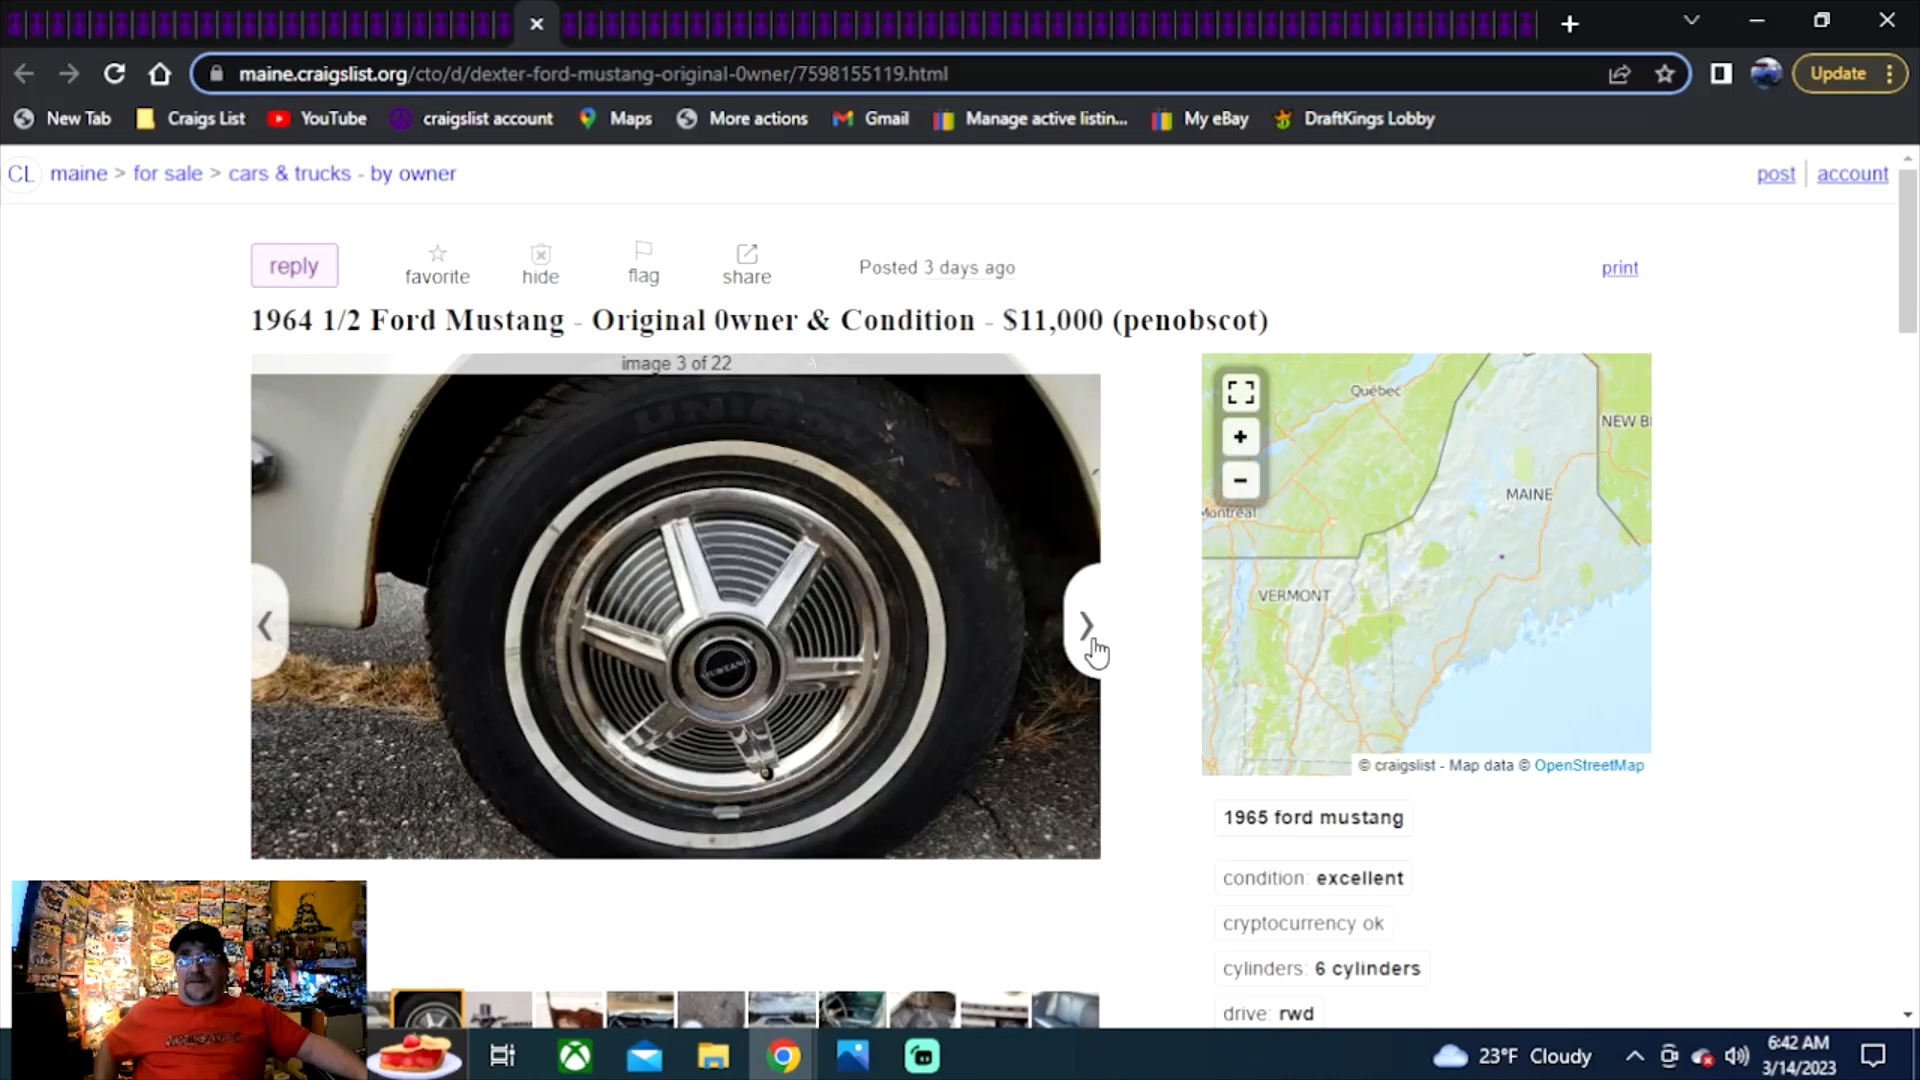 maine.craigslist.org/cto/d/dexter-ford-mustang-original-0wner/7598155119.html
Update
New Tab
Craigs List
YouTube
craigslist account
Maps
More actions
Gmail
Manage active listin...
My eBay
DraftKings Lobby
CL maine > for sale > cars & trucks - by owner
post
account
reply
favorite
hide
flag
share
Posted 3 days ago
print
1964 1/2 Ford Mustang - Original 0wner & Condition - $11,000 (penobscot)
image 3 of 22
UNIROYAL
MUSTANG
Québec
NEW B
MAINE
Montréal
VERMONT
© craigslist - Map data © OpenStreetMap
1965 ford mustang
condition: excellent
cryptocurrency ok
cylinders: 6 cylinders
drive: rwd
23°F Cloudy
6:42 AM
3/14/2023